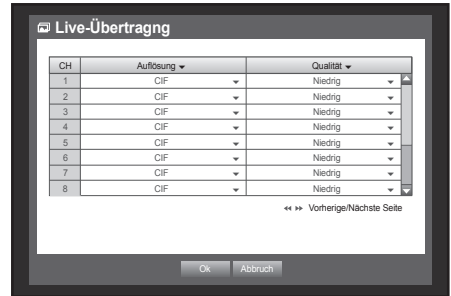 Live-Übertragng
CH Auflösung Qualität
1 CIF Niedrig
2 CIF Niedrig
3 CIF Niedrig
4 CIF Niedrig
5 CIF Niedrig
6 CIF Niedrig
7 CIF Niedrig
8 CIF Niedrig
Vorherige/Nächste Seite
Ok Abbruch